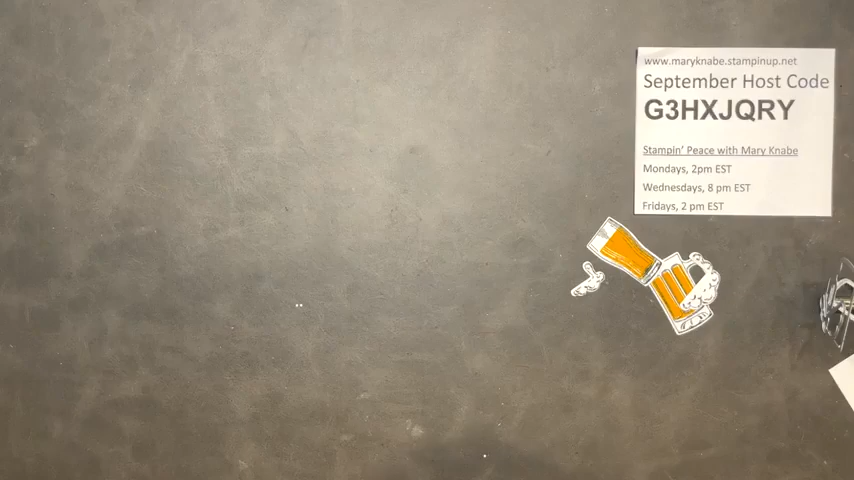 www.maryknabe.stampinup.net
September Host Code
G3HXJQRY
Stampin' Peace with Mary Knabe
Mondays, 2pm EST
Wednesdays, 8 pm EST
Fridays, 2 pm EST